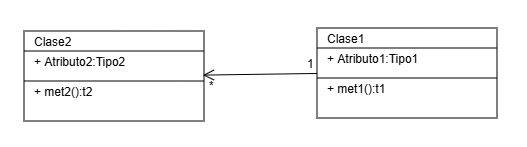 Clase2
+ Atributo2:Tipo2
+ met2():t2
*
1
Clase1
+ Atributo1:Tipo1
+ met1():t1